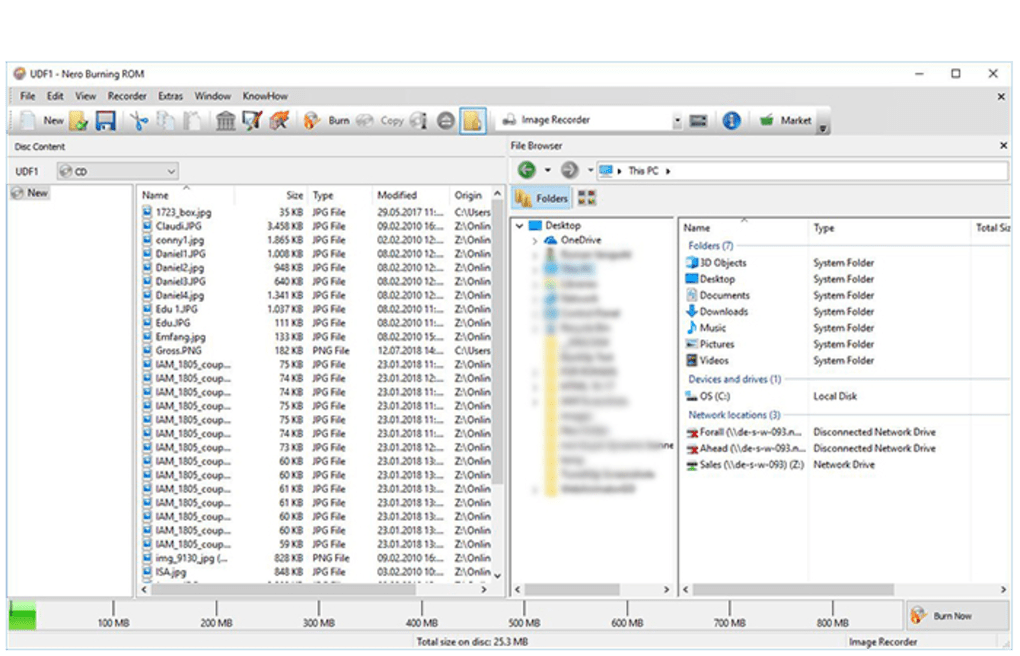 UDF1 - Nero Burning ROM
File Edit View Recorder Extras Window KnowHow
New Burn Copy Image Recorder Market
Disc Content
UDF1 CD
New
Name Size Type Modified Origin
1723_box.jpg 35 KB JPG File 29.05.2017 11:... C:\Users
Claudi.JPG 3.458 KB JPG File 09.02.2010 16:... Z:\Onlin
conny1.jpg 1.865 KB JPG File 02.02.2010 12:... Z:\Onlin
Daniel1.JPG 1.008 KB JPG File 08.02.2010 12:... Z:\Onlin
Daniel2.jpg 948 KB JPG File 08.02.2010 12:... Z:\Onlin
Daniel3.JPG 640 KB JPG File 08.02.2010 12:... Z:\Onlin
Daniel4.jpg 1.341 KB JPG File 08.02.2010 12:... Z:\Onlin
Edu 1.JPG 1.037 KB JPG File 08.02.2010 11:... Z:\Onlin
Edu.JPG 111 KB JPG File 08.02.2010 11:... Z:\Onlin
Emfang.jpg 133 KB JPG File 08.02.2010 15:... Z:\Onlin
Gross.PNG 182 KB PNG File 12.07.2018 14:... C:\Users
IAM_1805_coup... 75 KB JPG File 23.01.2018 11:... Z:\Onlin
IAM_1805_coup... 74 KB JPG File 23.01.2018 12:... Z:\Onlin
IAM_1805_coup... 74 KB JPG File 23.01.2018 11:... Z:\Onlin
IAM_1805_coup... 75 KB JPG File 23.01.2018 11:... Z:\Onlin
IAM_1805_coup... 75 KB JPG File 23.01.2018 11:... Z:\Onlin
IAM_1805_coup... 74 KB JPG File 23.01.2018 11:... Z:\Onlin
IAM_1805_coup... 73 KB JPG File 23.01.2018 12:... Z:\Onlin
IAM_1805_coup... 60 KB JPG File 23.01.2018 13:... Z:\Onlin
IAM_1805_coup... 60 KB JPG File 23.01.2018 13:... Z:\Onlin
IAM_1805_coup... 61 KB JPG File 23.01.2018 13:... Z:\Onlin
IAM_1805_coup... 61 KB JPG File 23.01.2018 13:... Z:\Onlin
IAM_1805_coup... 60 KB JPG File 23.01.2018 13:... Z:\Onlin
IAM_1805_coup... 60 KB JPG File 23.01.2018 13:... Z:\Onlin
IAM_1805_coup... 59 KB JPG File 23.01.2018 13:... Z:\Onlin
img_9130_jpg (... 828 KB PNG File 09.02.2010 16:... Z:\Onlin
ISA.jpg 848 KB JPG File 03.02.2010 10:... Z:\Onlin
File Browser
This PC
Folders
Desktop
OneDrive
Name Type Total Siz
Folders (7)
3D Objects System Folder
Desktop System Folder
Documents System Folder
Downloads System Folder
Music System Folder
Pictures System Folder
Videos System Folder
Devices and drives (1)
OS (C:) Local Disk
Network locations (3)
Forall (\\de-s-w-093.n... Disconnected Network Drive
Ahead (\\de-s-w-093.n... Disconnected Network Drive
Sales (\\de-s-w-093) (Z:) Network Drive
100 MB 200 MB 300 MB 400 MB 500 MB 600 MB 700 MB 800 MB Burn Now
Total size on disc: 25.3 MB Image Recorder